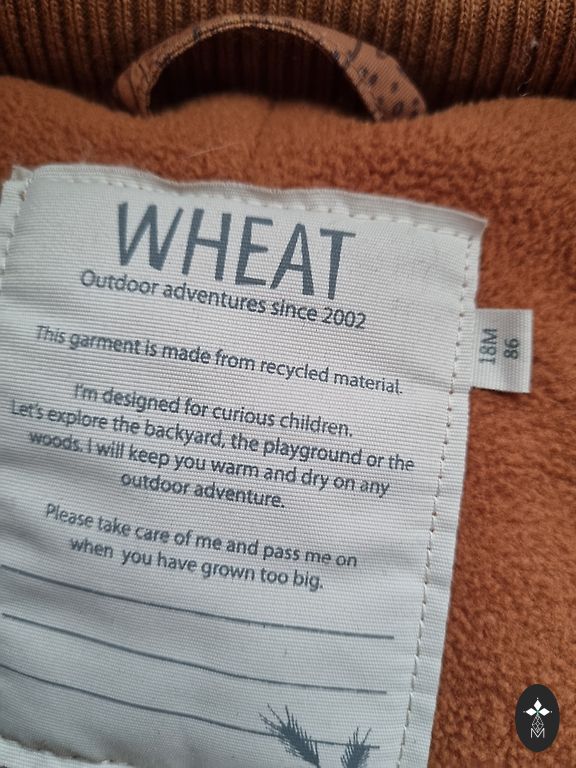 WHEAT
Outdoor adventures since 2002
This garment is made from recycled material.
I'm designed for curious children.
Let's explore the backyard, the playground or the
woods. I will keep you warm and dry on any
outdoor adventure.
Please take care of me and pass me on
when you have grown too big.
18M
86
M